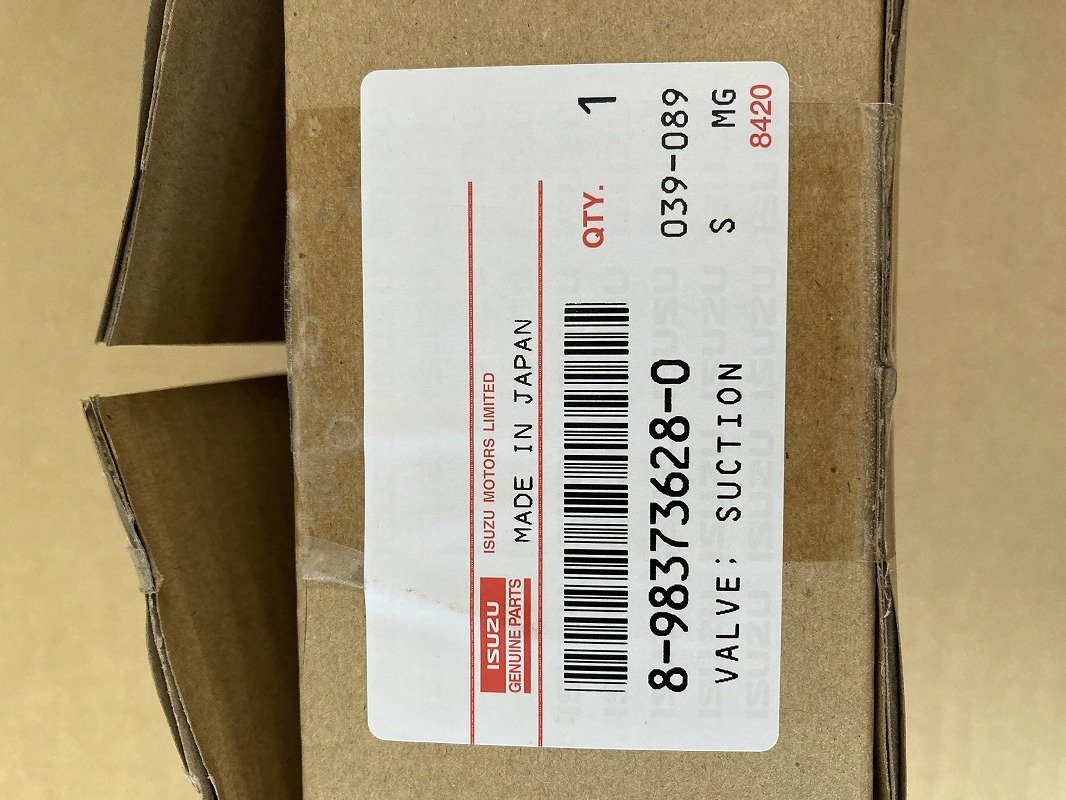 ISUZU
GENUINE PARTS
ISUZU MOTORS LIMITED
MADE IN JAPAN
QTY. 1
8-98373628-0 039-089
VALVE; SUCTION S MG
8420